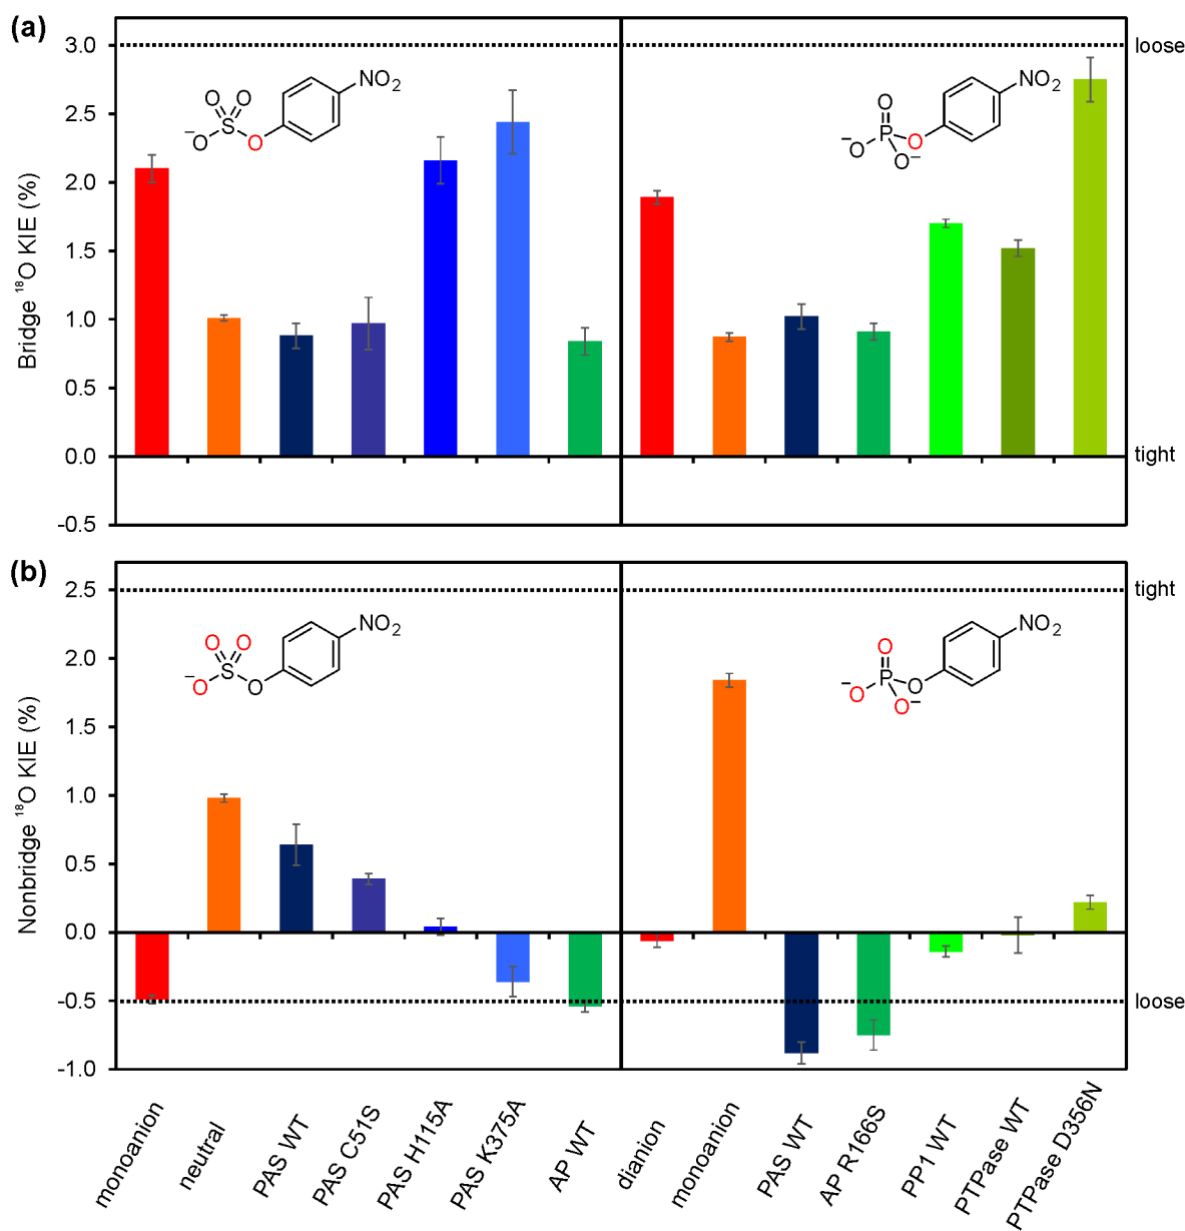 (a)
Bridge ¹⁸O KIE (%)
3.0
2.5
2.0
1.5
1.0
0.5
0.0
-0.5
loose
tight
O O
⁻O S O
NO₂
O
⁻O P O
O⁻
NO₂
(b)
Nonbridge ¹⁸O KIE (%)
2.5
2.0
1.5
1.0
0.5
0.0
-0.5
-1.0
tight
loose
O O
⁻O S O
NO₂
O
⁻O P O
O⁻
NO₂
monoanion
neutral
PAS WT
PAS C51S
PAS H115A
PAS K375A
AP WT
dianion
monoanion
PAS WT
AP R166S
PP1 WT
PTPase WT
PTPase D356N